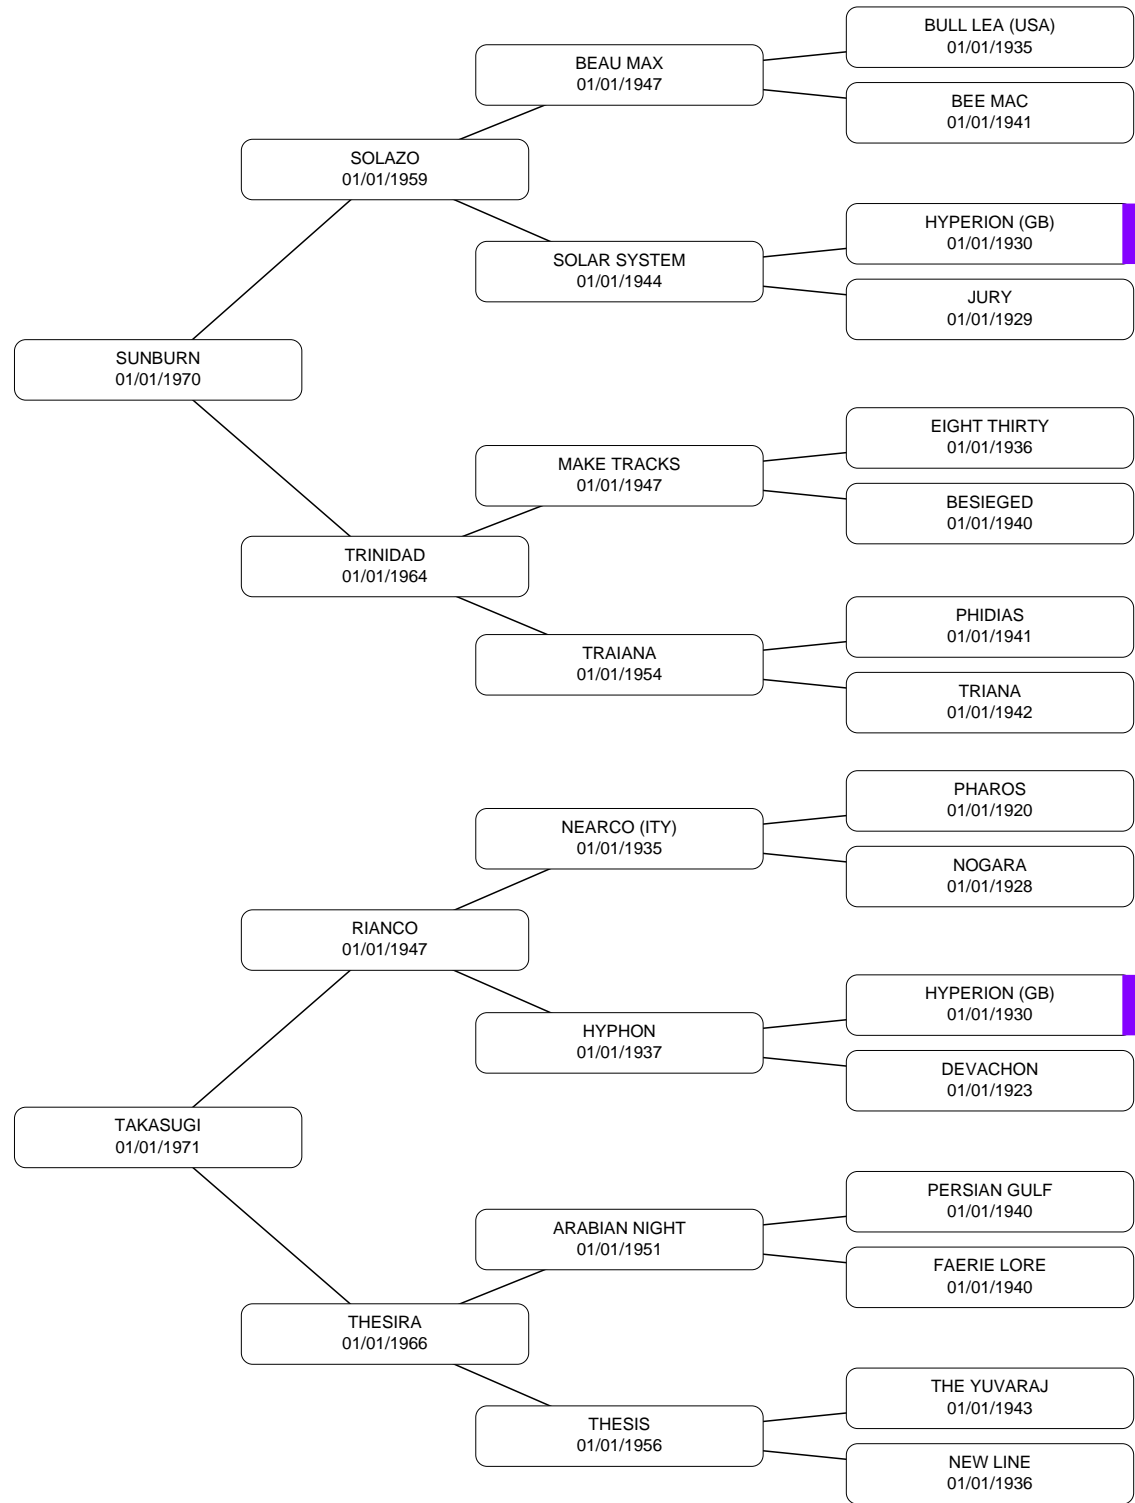 BULL LEA (USA)
01/01/1935
BEAU MAX
01/01/1947
BEE MAC
01/01/1941
SOLAZO
01/01/1959
HYPERION (GB)
01/01/1930
SOLAR SYSTEM
01/01/1944
JURY
01/01/1929
SUNBURN
01/01/1970
EIGHT THIRTY
01/01/1936
MAKE TRACKS
01/01/1947
BESIEGED
01/01/1940
TRINIDAD
01/01/1964
PHIDIAS
01/01/1941
TRAIANA
01/01/1954
TRIANA
01/01/1942
PHAROS
01/01/1920
NEARCO (ITY)
01/01/1935
NOGARA
01/01/1928
RIANCO
01/01/1947
HYPERION (GB)
01/01/1930
HYPHON
01/01/1937
DEVACHON
01/01/1923
TAKASUGI
01/01/1971
PERSIAN GULF
01/01/1940
ARABIAN NIGHT
01/01/1951
FAERIE LORE
01/01/1940
THESIRA
01/01/1966
THE YUVARAJ
01/01/1943
THESIS
01/01/1956
NEW LINE
01/01/1936